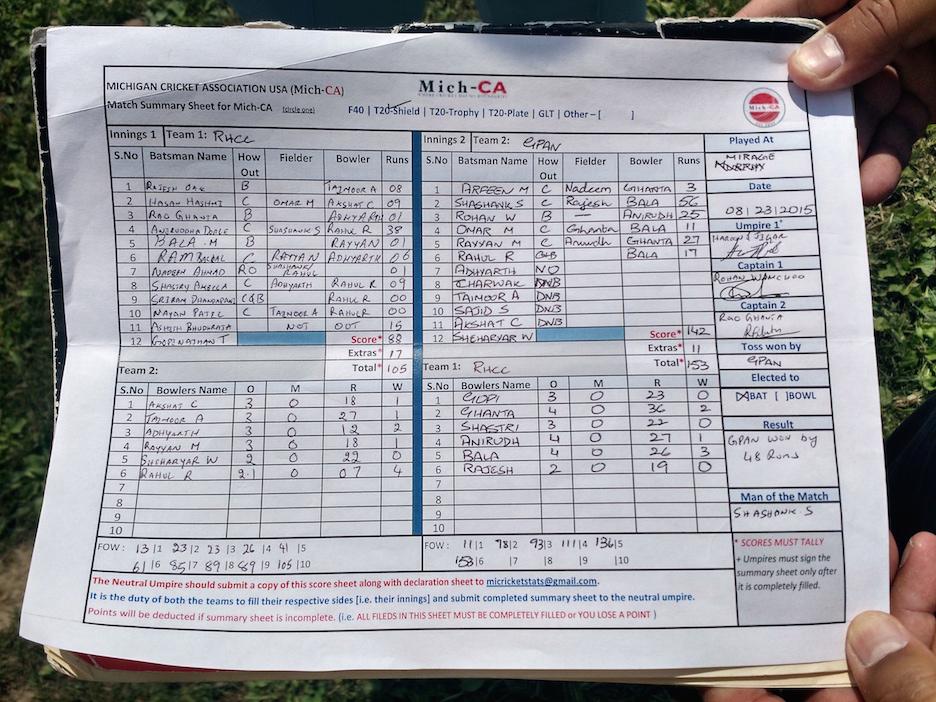 MICHIGAN CRICKET ASSOCIATION USA (Mich-CA)
Mich-CA
Match Summary Sheet for Mich-CA (circle one) F40 | T20-Shield | T20-Trophy | T20-Plate | GLT | Other – [ ]
Mich-CA
Innings 1 Team 1: RHCC
S.No Batsman Name How Out Fielder Bowler Runs
1 B TAIMOOR A 08
2 HASAN HASHMI C OMAR M AKSHAT C 09
3 RAO GHANTA B ADHYARTH 01
4 ANIRUDDHA C SHASHANK S RAHUL R 38
5 BALA. M B RAYYAN 01
6 RAM C RAYYAN ADHYARTH 06
7 NADEEM AHMAD RO SHASHANK/ RAHUL 01
8 SHASTRY C ADHYARTH RAHUL R 09
9 SRIRAM C&B RAHUL R 00
10 NAYAN PATEL C TAIMOOR A RAHUL R 00
11 ASHISH NOT OUT 15
12 GOPINATHAN T Score* 88
Extras* 17
Total* 105
Innings 2 Team 2: GPAN
S.No Batsman Name How Out Fielder Bowler Runs
1 ARFEEN M C Nadeem GHANTA 3
2 SHASHANK S C Rajesh BALA 56
3 ROHAN W B — ANIRUDH 25
4 OMAR M C Ghanta BALA 11
5 RAYYAN M C Anirudh GHANTA 27
6 RAHUL R C&B BALA 17
7 ADHYARTH NO
8 CHARWAK DNB
9 TAIMOOR A DNB
10 SAJID S DNB
11 AKSHAT C DNB
12 SHEHARYAR W Score* 142
Extras* 11
Total* 153
Team 2:
S.No Bowlers Name O M R W
1 AKSHAT C 3 0 18 1
2 TAIMOOR A 3 0 27 1
3 ADHYARTH 3 0 12 2
4 RAYYAN M 3 0 18 1
5 SHEHARYAR W 2 0 22 0
6 RAHUL R 2.1 0 07 4
7
8
9
10
Team 1: RHCC
S.No Bowlers Name O M R W
1 GOPI 3 0 23 0
2 GHANTA 4 0 36 2
3 SHASTRI 3 0 22 0
4 ANIRUDH 4 0 27 1
5 BALA 4 0 26 3
6 RAJESH 2 0 19 0
7
8
9
10
FOW: 13 |1 23 |2 23 |3 26 |4 41 |5
61 |6 85 |7 89 |8 89 |9 105 |10
FOW: 11 |1 78 |2 93 |3 111 |4 136 |5
153 |6 |7 |8 |9 |10
Played At
MIRAGE
Date
08 | 23 | 2015
Umpire 1
Captain 1
ROHAN WANCHOO
Captain 2
RAO GHANTA
Toss won by
GPAN
Elected to
[X]BAT [ ]BOWL
Result
GPAN WON by
48 Runs
Man of the Match
SHASHANK. S
* SCORES MUST TALLY
+ Umpires must sign the
summary sheet only after
it is completely filled.
The Neutral Umpire should submit a copy of this score sheet along with declaration sheet to micricketstats@gmail.com.
It is the duty of both the teams to fill their respective sides [i.e. their innings] and submit completed summary sheet to the neutral umpire.
Points will be deducted if summary sheet is incomplete. (i.e. ALL FILEDS IN THIS SHEET MUST BE COMPLETELY FILLED or YOU LOSE A POINT )